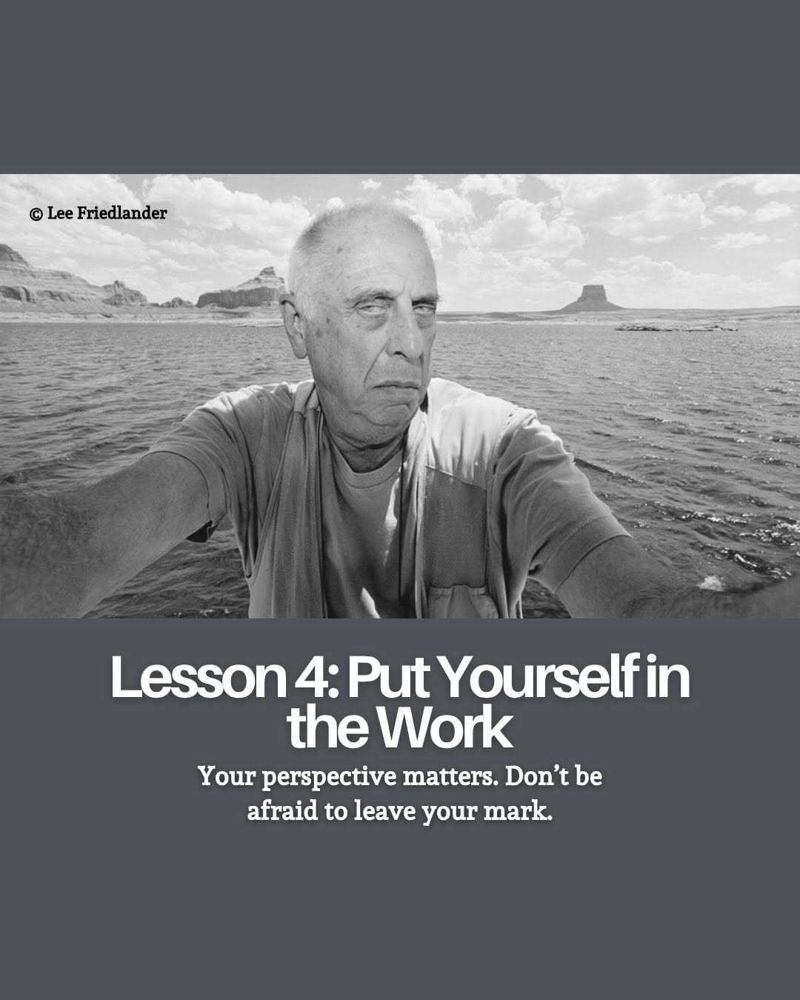 © Lee Friedlander
Lesson 4: Put Yourself in
the Work
Your perspective matters. Don’t be
afraid to leave your mark.